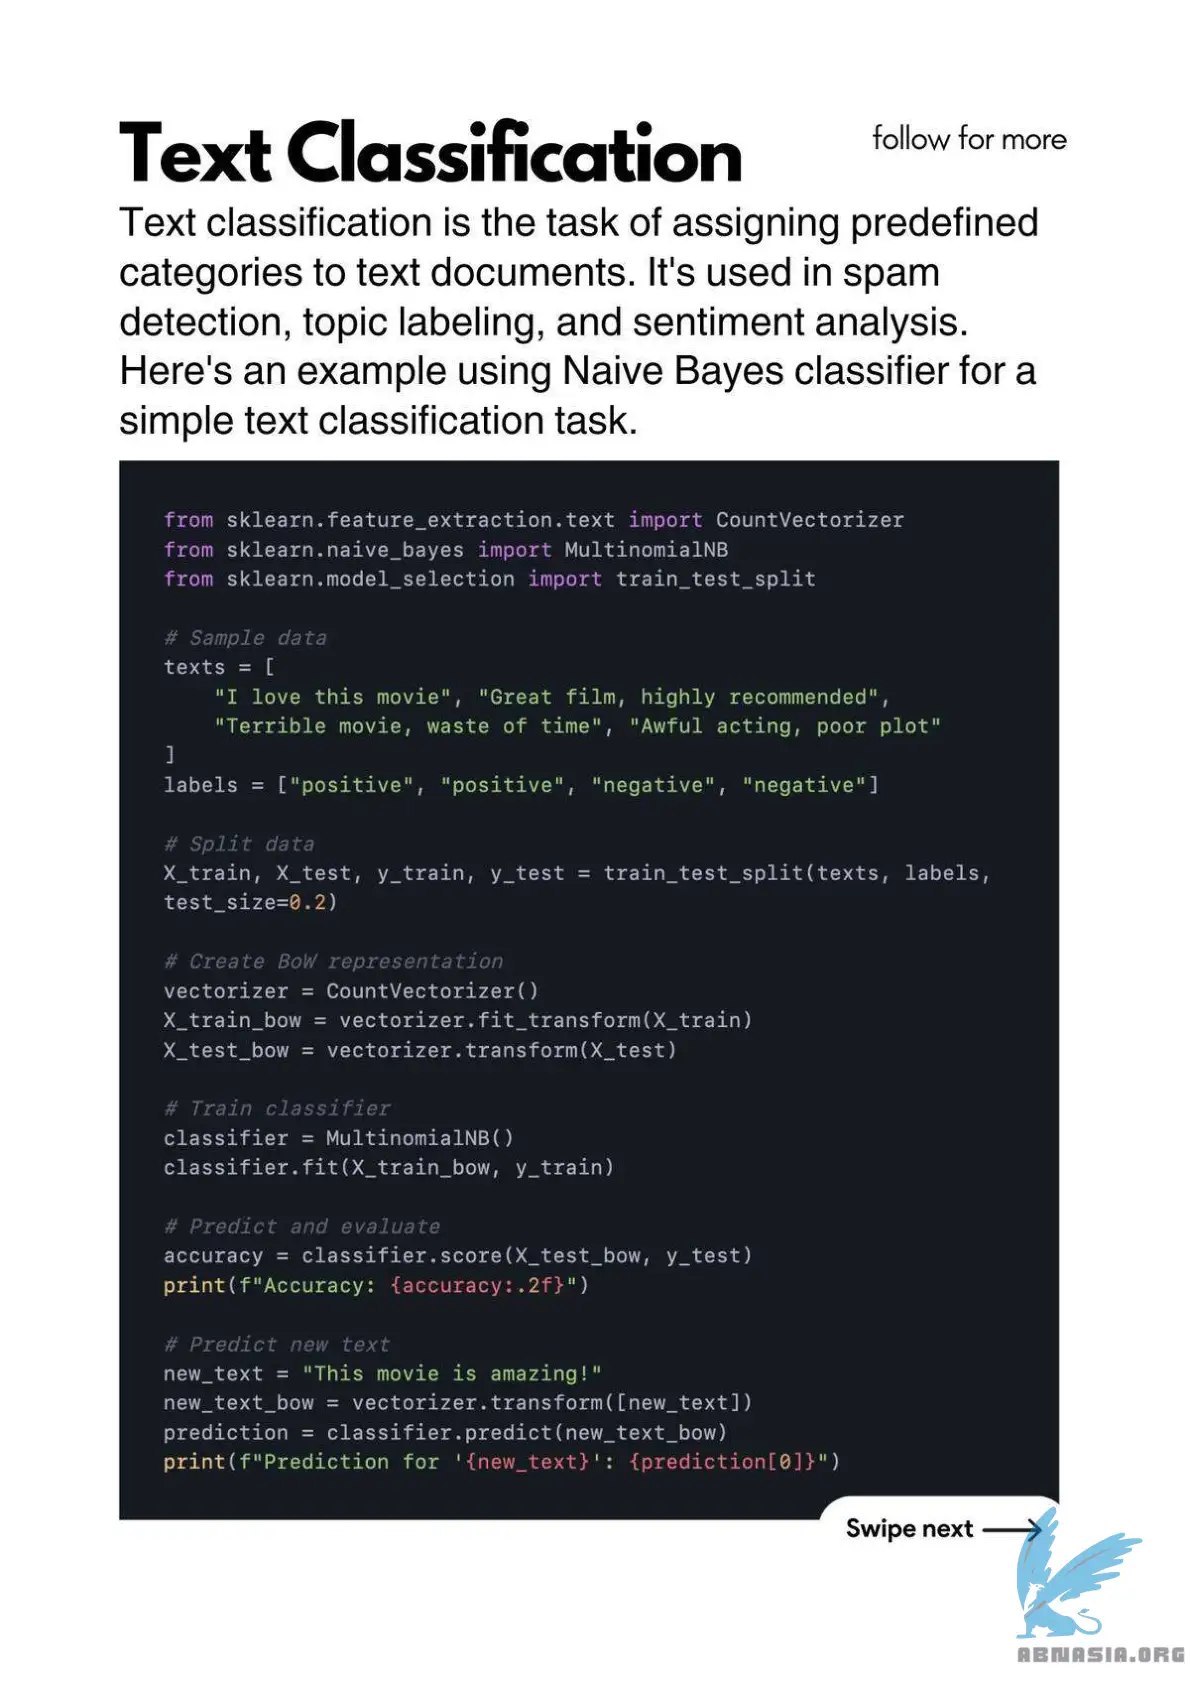 Text Classification
follow for more
Text classification is the task of assigning predefined
categories to text documents. It's used in spam
detection, topic labeling, and sentiment analysis.
Here's an example using Naive Bayes classifier for a
simple text classification task.
from sklearn.feature_extraction.text import CountVectorizer
from sklearn.naive_bayes import MultinomialNB
from sklearn.model_selection import train_test_split
# Sample data
texts = [
    "I love this movie", "Great film, highly recommended",
    "Terrible movie, waste of time", "Awful acting, poor plot"
]
labels = ["positive", "positive", "negative", "negative"]
# Split data
X_train, X_test, y_train, y_test = train_test_split(texts, labels,
test_size=0.2)
# Create BoW representation
vectorizer = CountVectorizer()
X_train_bow = vectorizer.fit_transform(X_train)
X_test_bow = vectorizer.transform(X_test)
# Train classifier
classifier = MultinomialNB()
classifier.fit(X_train_bow, y_train)
# Predict and evaluate
accuracy = classifier.score(X_test_bow, y_test)
print(f"Accuracy: {accuracy:.2f}")
# Predict new text
new_text = "This movie is amazing!"
new_text_bow = vectorizer.transform([new_text])
prediction = classifier.predict(new_text_bow)
print(f"Prediction for '{new_text}': {prediction[0]}")
Swipe next
ABNASIA.ORG